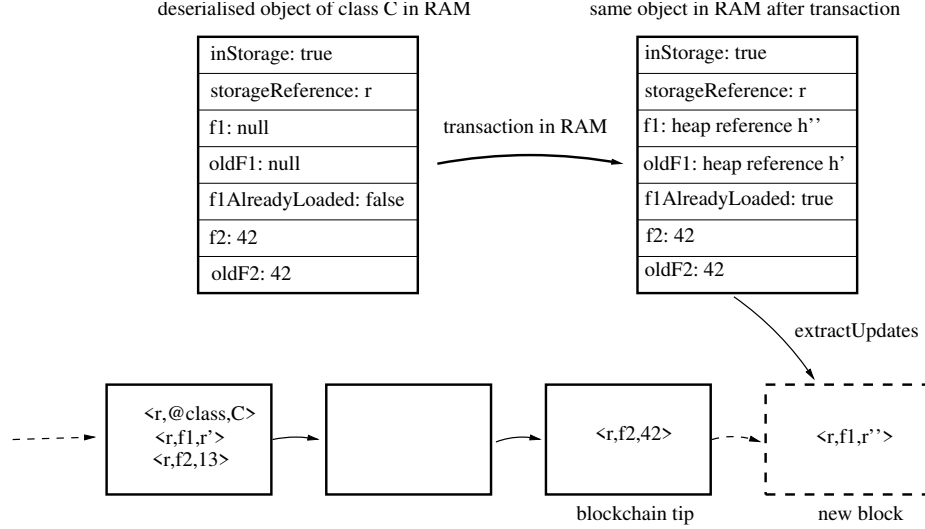 deserialised object of class C in RAM
same object in RAM after transaction
inStorage: true
storageReference: r
f1: null
oldF1: null
f1AlreadyLoaded: false
f2: 42
oldF2: 42
transaction in RAM
inStorage: true
storageReference: r
f1: heap reference h''
oldF1: heap reference h'
f1AlreadyLoaded: true
f2: 42
oldF2: 42
extractUpdates
<r,@class,C>
<r,f1,r'>
<r,f2,13>
<r,f2,42>
<r,f1,r''>
blockchain tip
new block